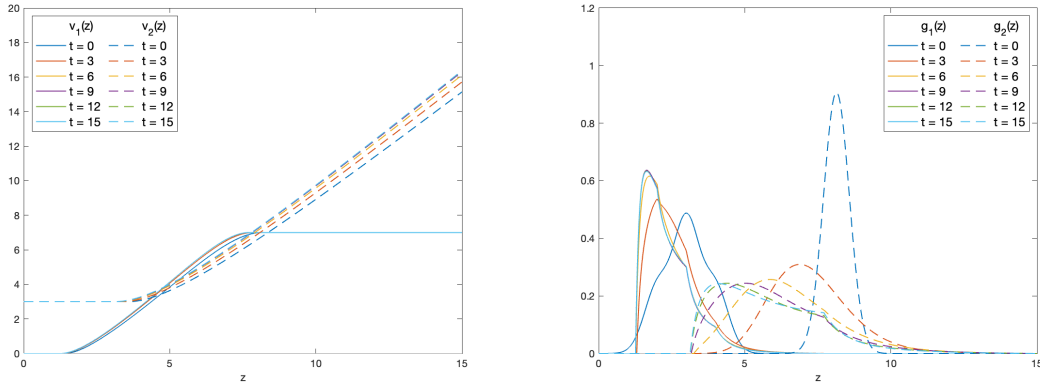 20
18
16
14
12
10
8
6
4
2
0
v1(z) v2(z)
t = 0 t = 0
t = 3 t = 3
t = 6 t = 6
t = 9 t = 9
t = 12 t = 12
t = 15 t = 15
0 5 10 15
z
1.2
1
0.8
0.6
0.4
0.2
0
g1(z) g2(z)
t = 0 t = 0
t = 3 t = 3
t = 6 t = 6
t = 9 t = 9
t = 12 t = 12
t = 15 t = 15
0 5 10 15
z